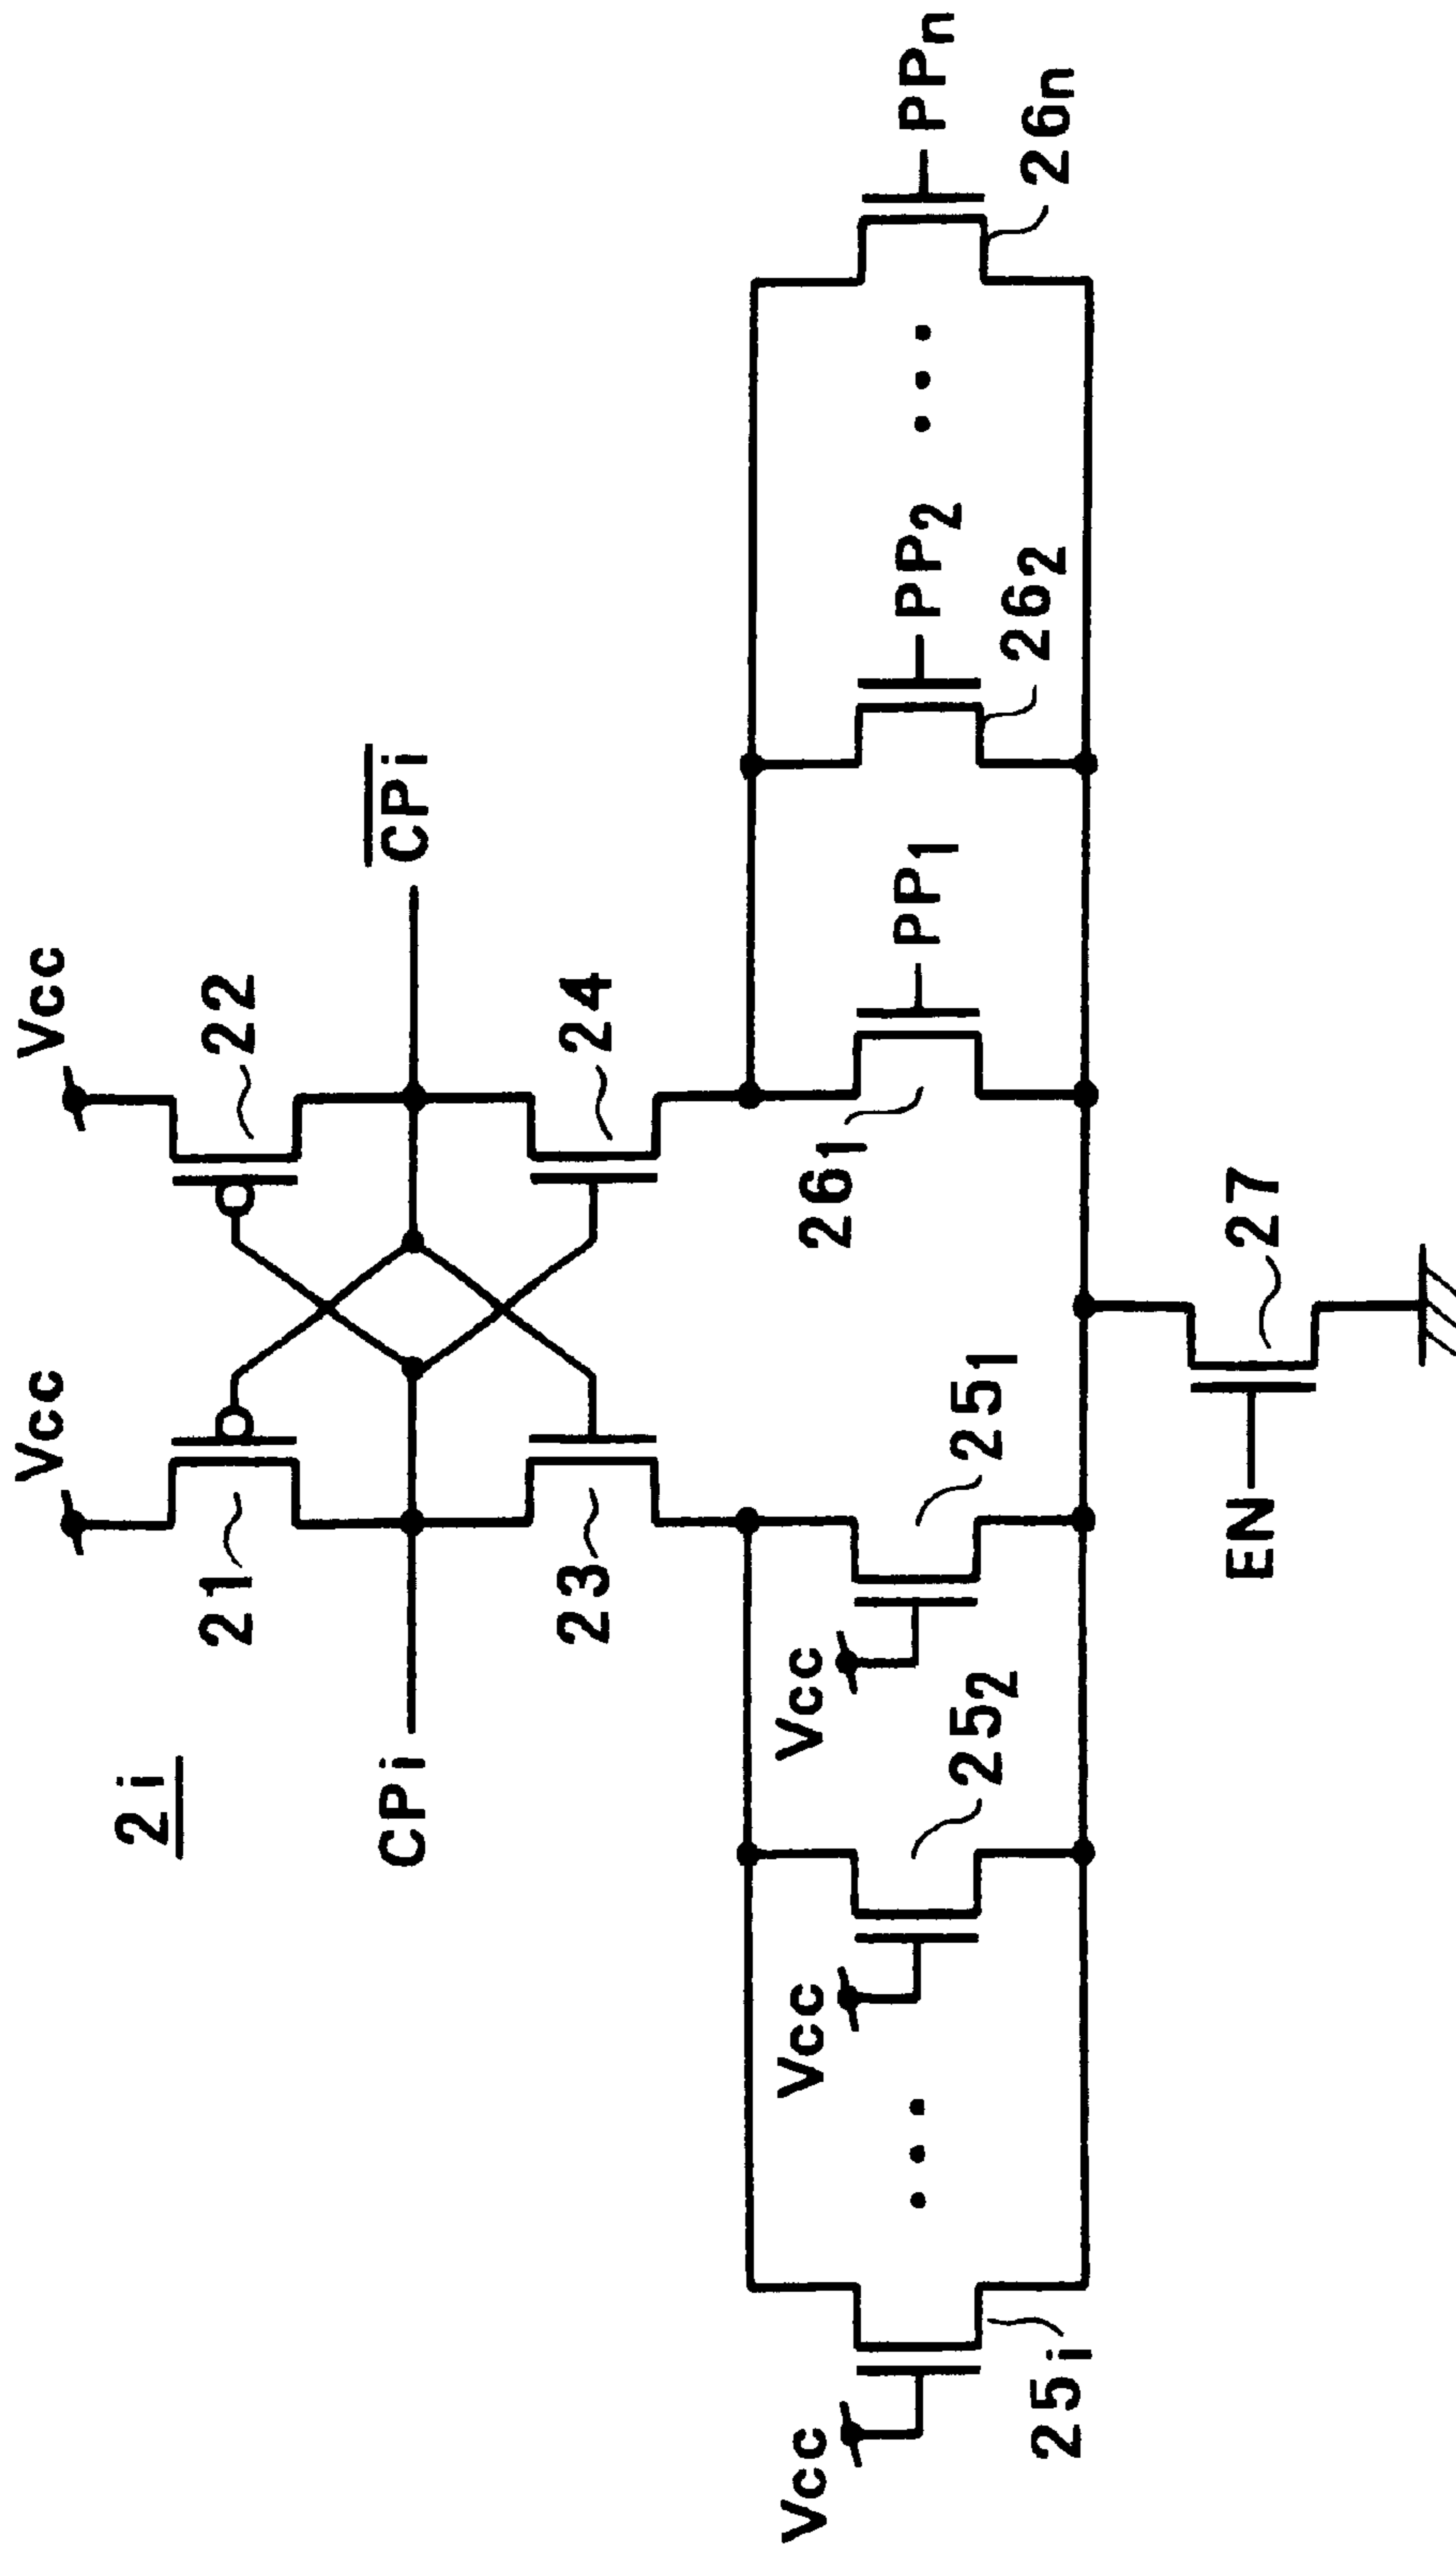 2i
Vcc
Vcc
21
22
CPi
CPi
23
24
Vcc
Vcc
Vcc
25i
25₂
25₁
26₁
PP₁
PP₂
26₂
PPn
26n
EN
27